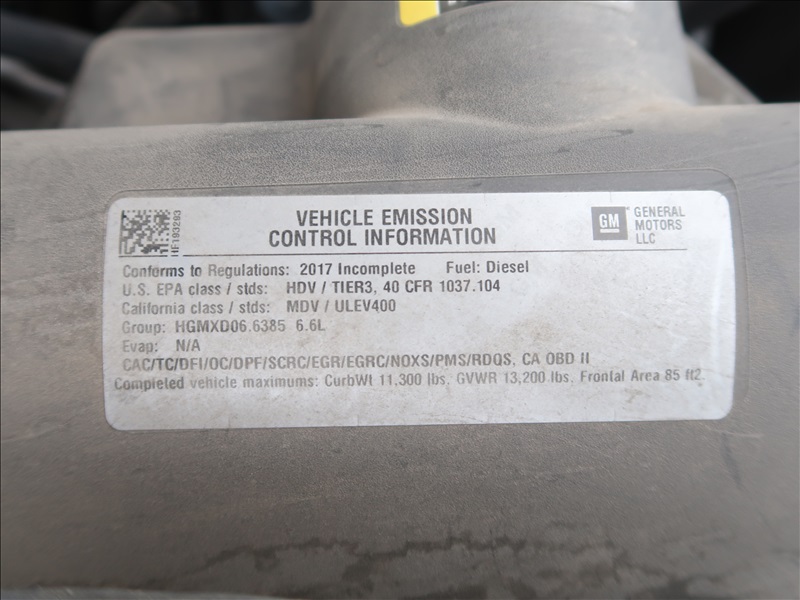 VEHICLE EMISSION
CONTROL INFORMATION
GM
GENERAL
MOTORS
LLC
Conforms to Regulations: 2017 Incomplete Fuel: Diesel
U.S. EPA class / stds: HDV / TIER3, 40 CFR 1037.104
California class / stds: MDV / ULEV400
Group: HGMXD06.6385 6.6L
Evap: N/A
CAC/TC/DFI/OC/DPF/SCRC/EGR/EGRC/NOXS/PMS/RDQS, CA OBD II
Completed vehicle maximums: CurbWt 11,300 lbs, GVWR 13,200 lbs, Frontal Area 85 ft2